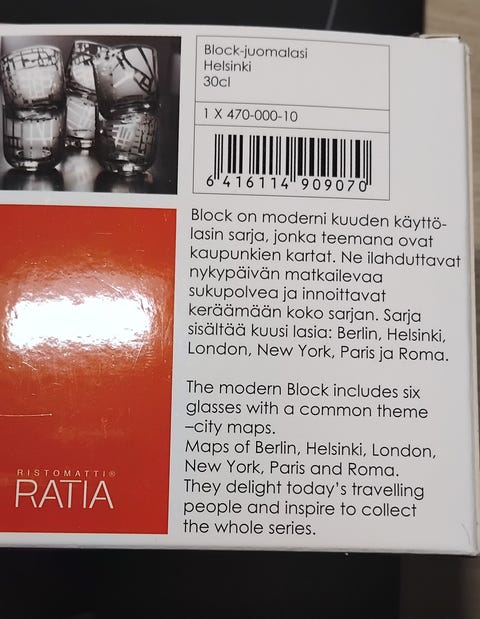 Block-juomalasi
Helsinki
30cl
1 X 470-000-10
6 416114 909070
Block on moderni kuuden käyttö-
lasin sarja, jonka teemana ovat
kaupunkien kartat. Ne ilahduttavat
nykypäivän matkailevaa
sukupolvea ja innoittavat
keräämään koko sarjan. Sarja
sisältää kuusi lasia: Berlin, Helsinki,
London, New York, Paris ja Roma.
The modern Block includes six
glasses with a common theme
–city maps.
Maps of Berlin, Helsinki, London,
New York, Paris and Roma.
They delight today's travelling
people and inspire to collect
the whole series.
RISTOMATTI®
RATIA